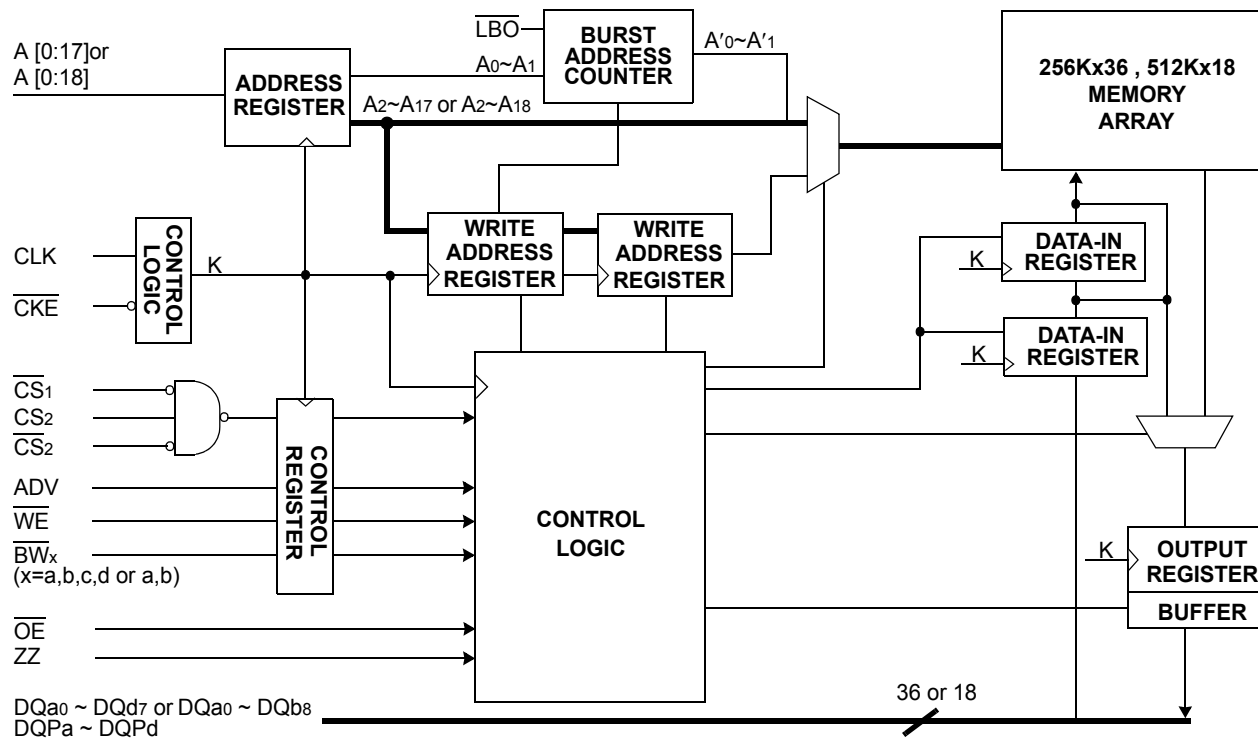 A [0:17]or
A [0:18]
ADDRESS
REGISTER
A0~A1
A2~A17 or A2~A18
LBO
BURST
ADDRESS
COUNTER
A′0~A′1
256Kx36 , 512Kx18
MEMORY
ARRAY
WRITE
ADDRESS
REGISTER
WRITE
ADDRESS
REGISTER
DATA-IN
REGISTER
K
DATA-IN
REGISTER
K
CLK
CKE
CONTROL
LOGIC
K
CS1
CS2
CS2
ADV
WE
BWx
(x=a,b,c,d or a,b)
CONTROL
REGISTER
CONTROL
LOGIC
K
OUTPUT
REGISTER
BUFFER
OE
ZZ
DQa0 ~ DQd7 or DQa0 ~ DQb8
DQPa ~ DQPd
36 or 18